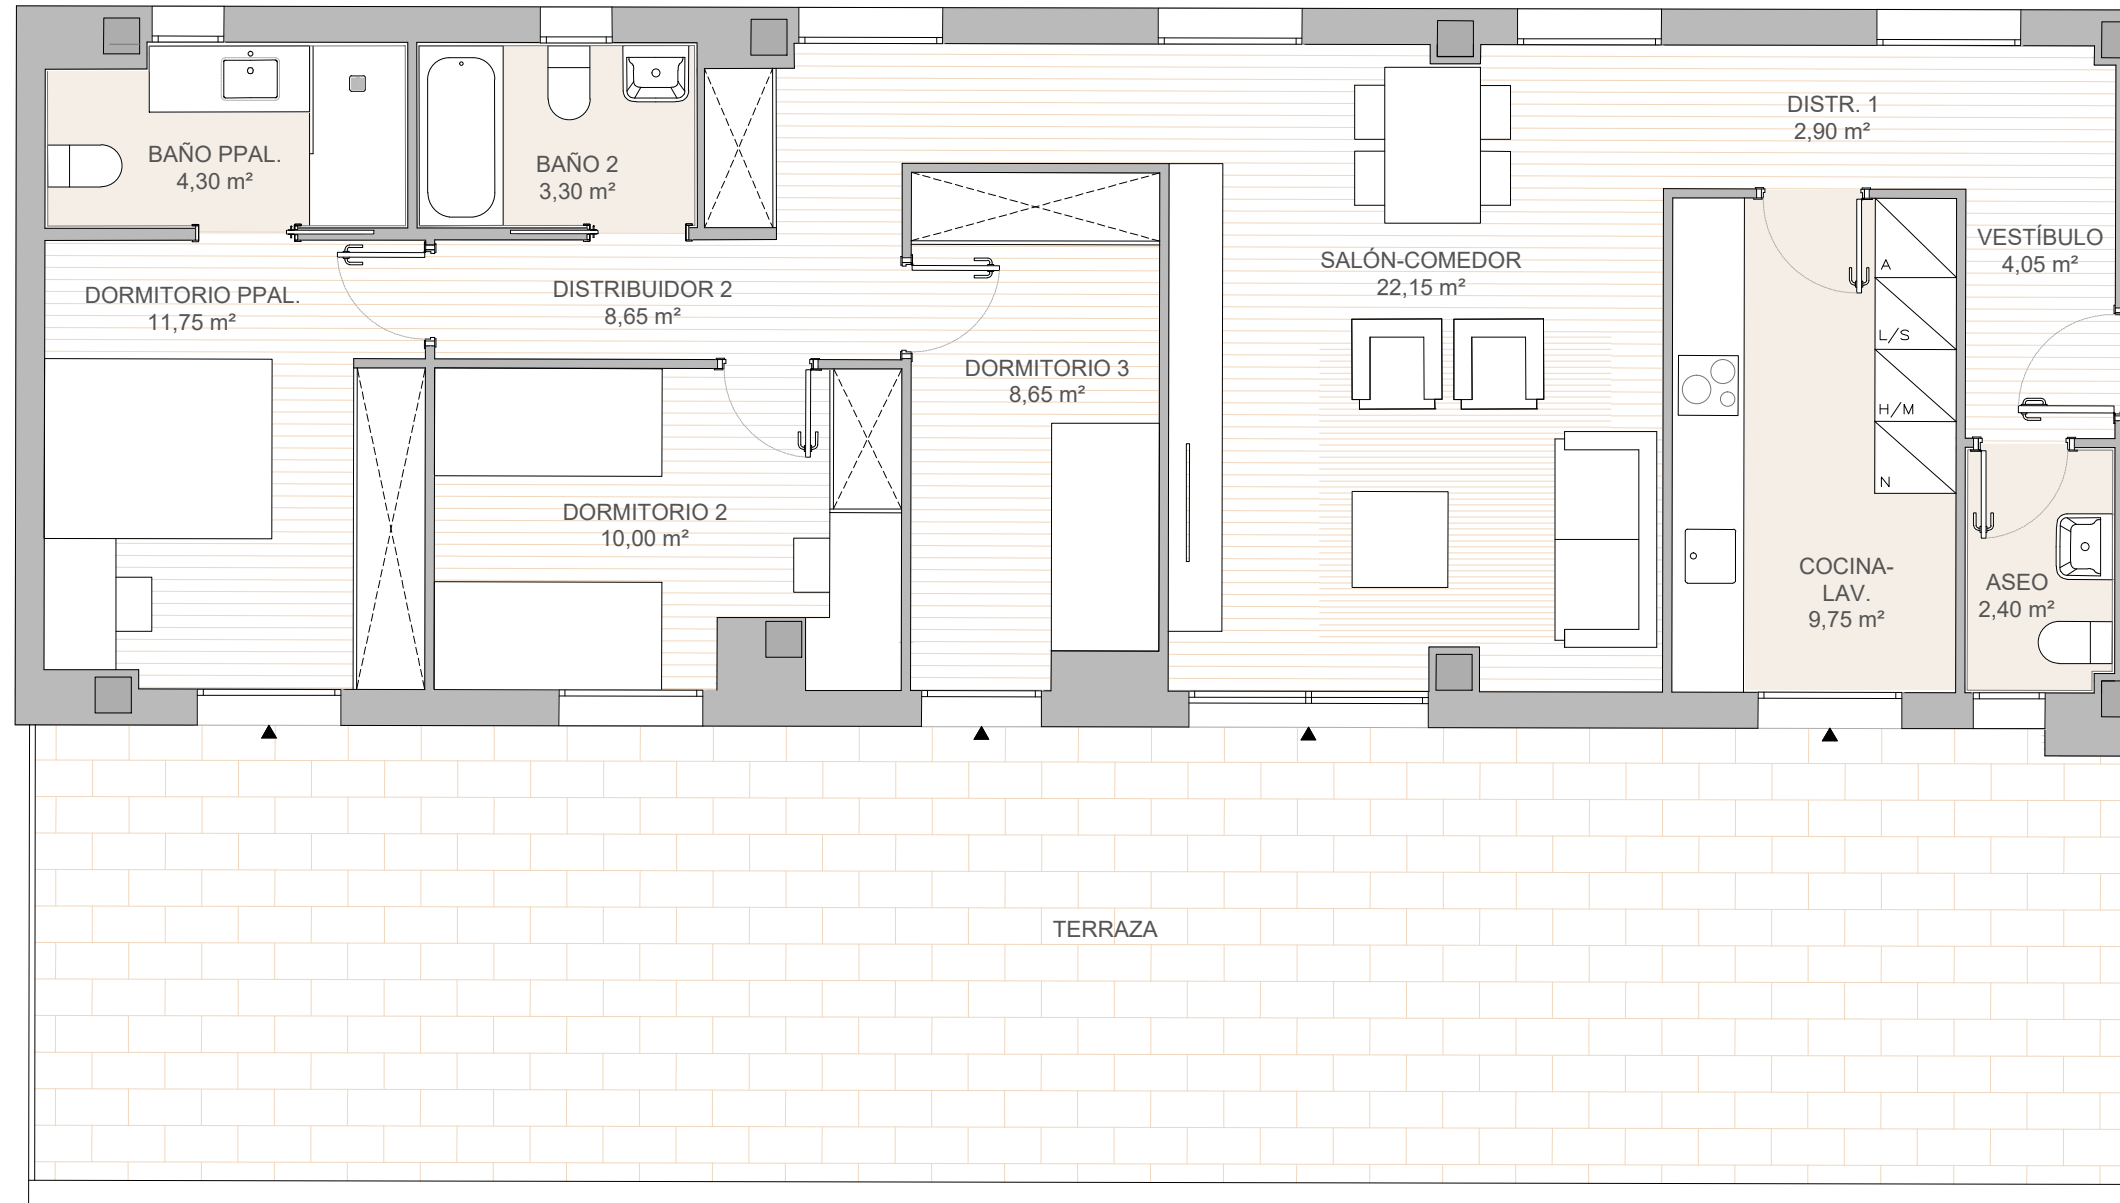 BAÑO PPAL.
4,30 m²
BAÑO 2
3,30 m²
DISTR. 1
2,90 m²
DORMITORIO PPAL.
11,75 m²
DISTRIBUIDOR 2
8,65 m²
SALÓN-COMEDOR
22,15 m²
VESTÍBULO
4,05 m²
A
L/S
H/M
N
DORMITORIO 3
8,65 m²
DORMITORIO 2
10,00 m²
COCINA-
LAV.
9,75 m²
ASEO
2,40 m²
TERRAZA